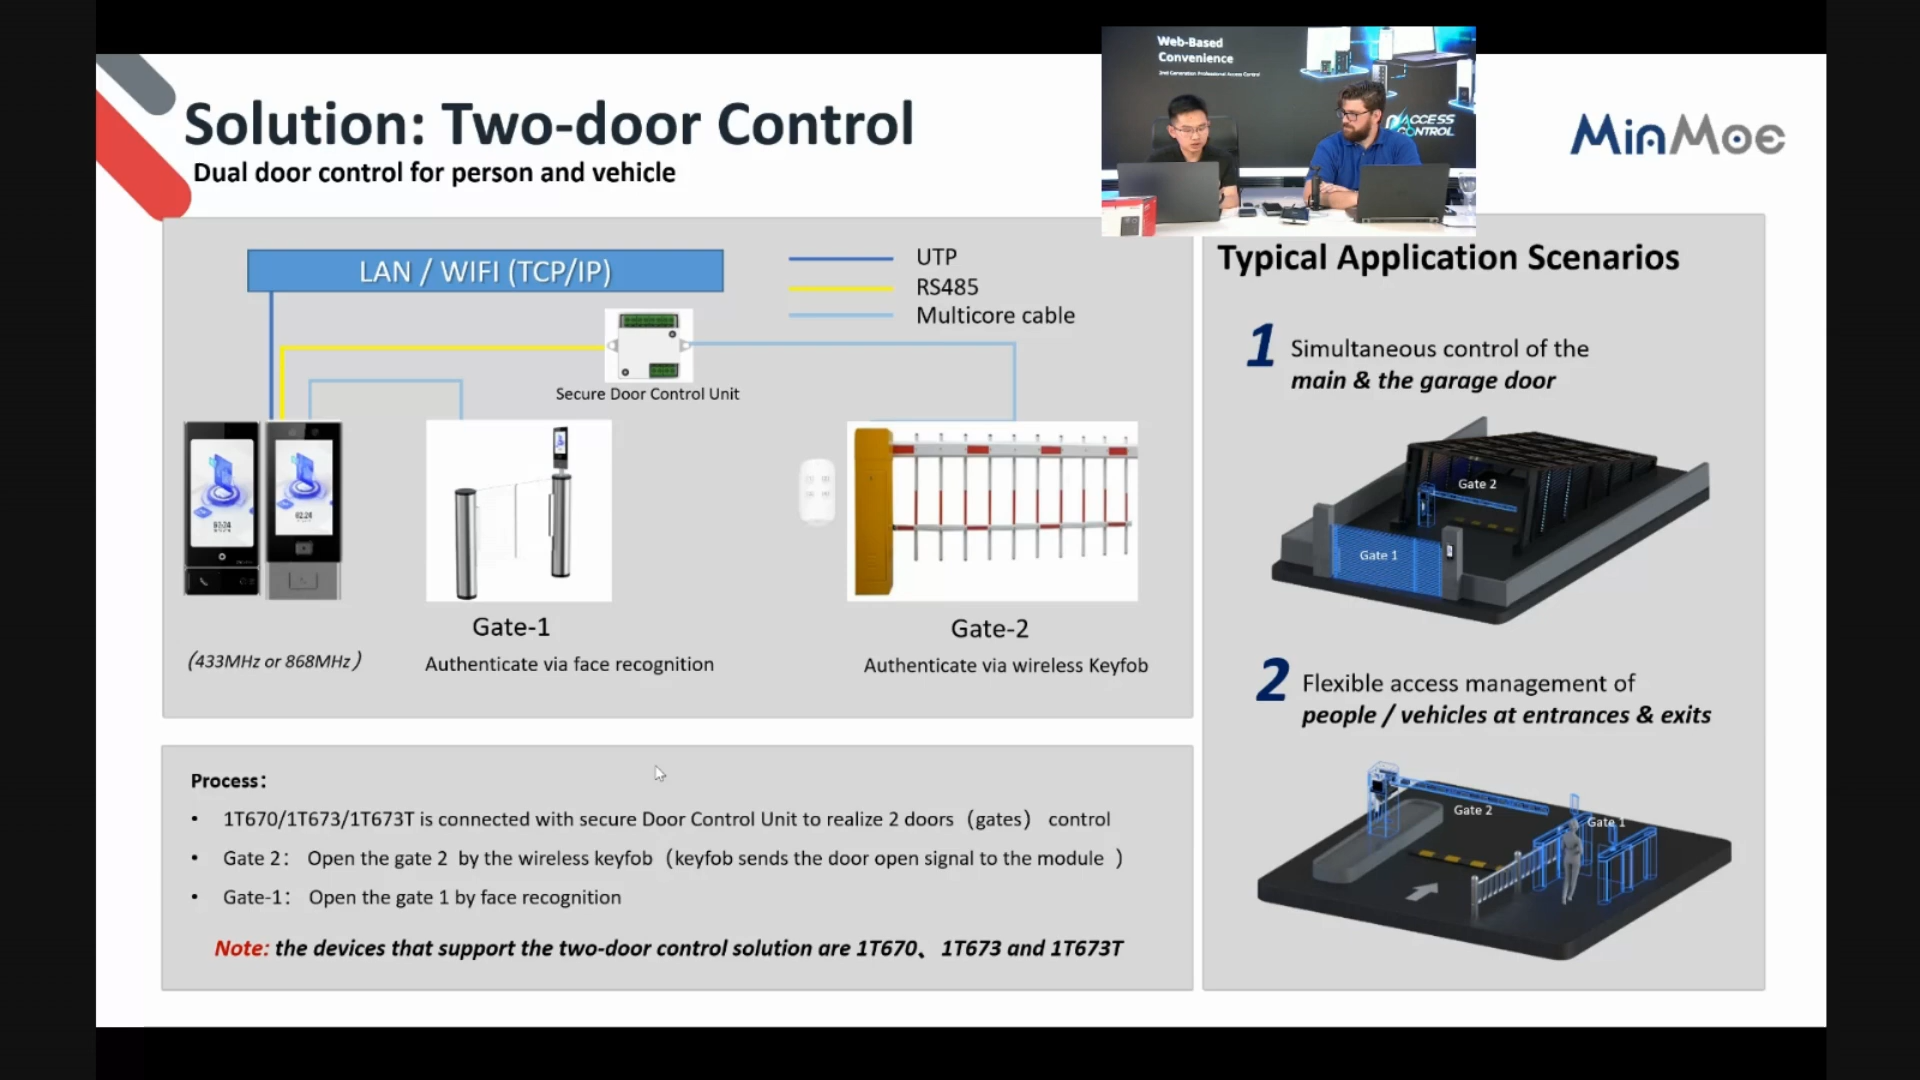 Web-Based
Convenience
2nd Generation Professional Access Control
ACCESS
CONTROL
Solution: Two-door Control
MinMoe
Dual door control for person and vehicle
LAN / WIFI (TCP/IP)
UTP
RS485
Multicore cable
Secure Door Control Unit
02:24
Gate-1
Gate-2
(433MHz or 868MHz)
Authenticate via face recognition
Authenticate via wireless Keyfob
Process：
• 1T670/1T673/1T673T is connected with secure Door Control Unit to realize 2 doors（gates） control
• Gate 2： Open the gate 2 by the wireless keyfob（keyfob sends the door open signal to the module ）
• Gate-1： Open the gate 1 by face recognition
Note: the devices that support the two-door control solution are 1T670、1T673 and 1T673T
Typical Application Scenarios
1 Simultaneous control of the
main & the garage door
Gate 2
Gate 1
2 Flexible access management of
people / vehicles at entrances & exits
Gate 2
Gate 1